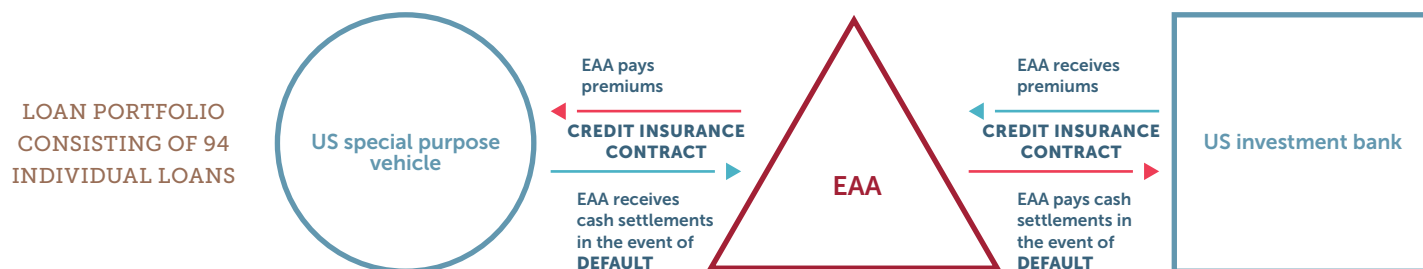 LOAN PORTFOLIO
CONSISTING OF 94
INDIVIDUAL LOANS
US special purpose
vehicle
EAA pays
premiums
CREDIT INSURANCE
CONTRACT
EAA receives
cash settlements
in the event of
DEFAULT
EAA
EAA receives
premiums
CREDIT INSURANCE
CONTRACT
EAA pays cash
settlements in
the event of
DEFAULT
US investment bank